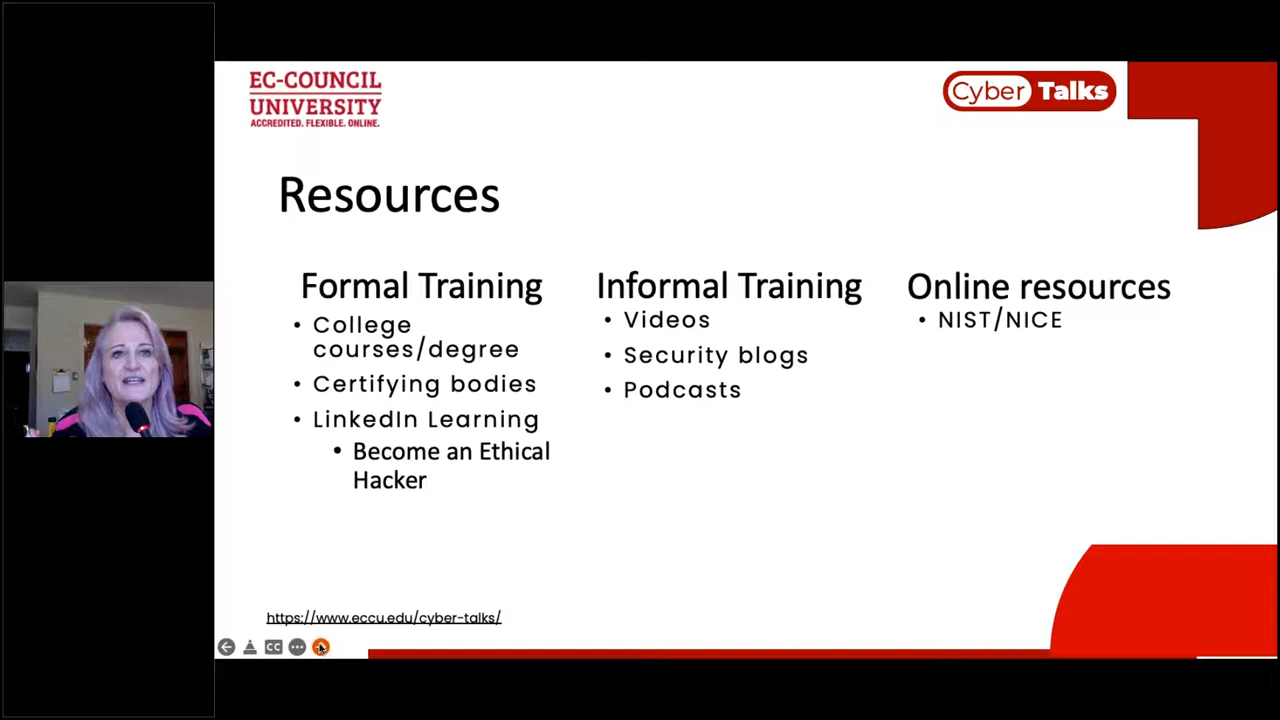 EC-COUNCIL
UNIVERSITY
ACCREDITED. FLEXIBLE. ONLINE.
Cyber Talks
Resources
Formal Training
• College
courses/degree
• Certifying bodies
• LinkedIn Learning
• Become an Ethical
Hacker
Informal Training
• Videos
• Security blogs
• Podcasts
Online resources
• NIST/NICE
https://www.eccu.edu/cyber-talks/
CC